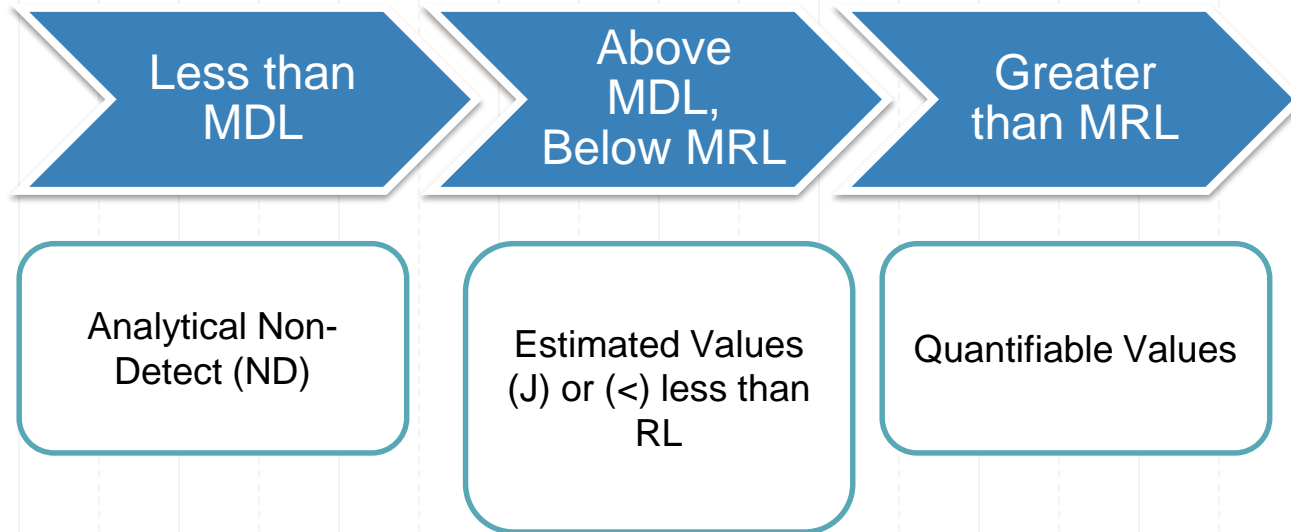 Less than
MDL
Above
MDL,
Below MRL
Greater
than MRL
Analytical Non-
Detect (ND)
Estimated Values
(J) or (<) less than
RL
Quantifiable Values